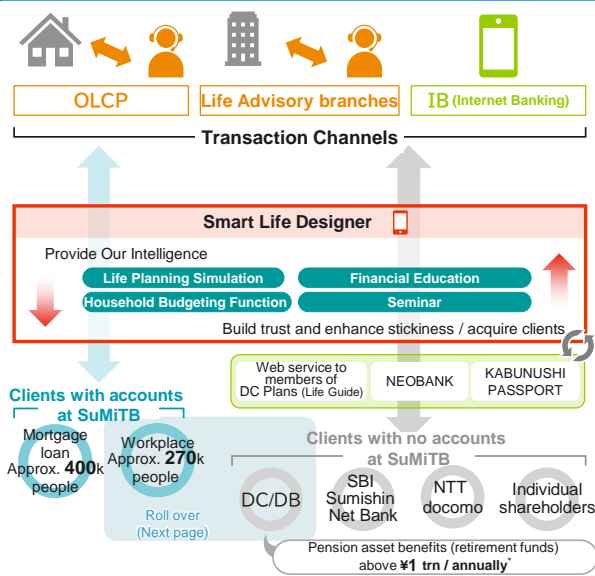 OLCP
Life Advisory branches
IB (Internet Banking)
Transaction Channels
Smart Life Designer
Provide Our Intelligence
Life Planning Simulation
Financial Education
Household Budgeting Function
Seminar
Build trust and enhance stickiness / acquire clients
Web service to
members of
DC Plans (Life Guide)
NEOBANK
KABUNUSHI
PASSPORT
Clients with accounts
at SuMiTB
Mortgage
loan
Approx. 400k
people
Workplace
Approx. 270k
people
Roll over
(Next page)
Clients with no accounts
at SuMiTB
DC/DB
SBI
Sumishin
Net Bank
NTT
docomo
Individual
shareholders
Pension asset benefits (retirement funds)
above ¥1 trn / annually*